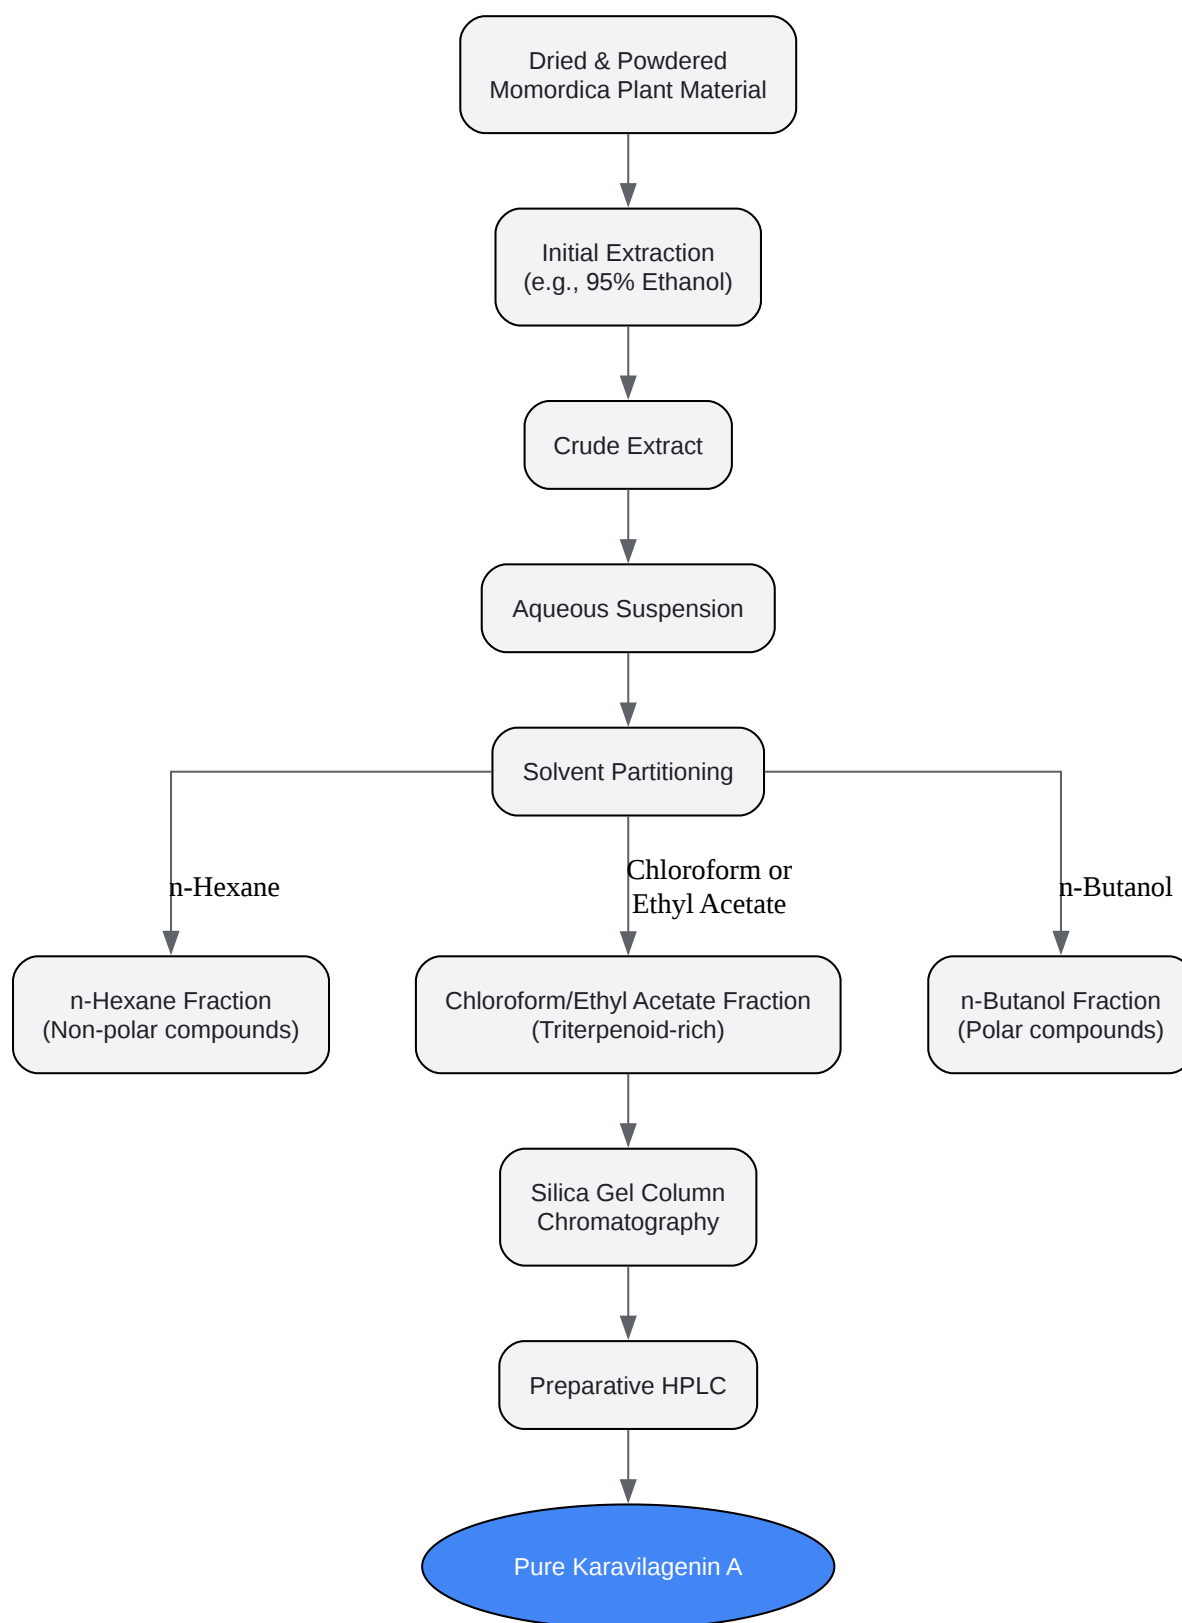 Dried & Powdered
Momordica Plant Material
Initial Extraction
(e.g., 95% Ethanol)
Crude Extract
Aqueous Suspension
Solvent Partitioning
n-Hexane
Chloroform or
Ethyl Acetate
n-Butanol
n-Hexane Fraction
(Non-polar compounds)
Chloroform/Ethyl Acetate Fraction
(Triterpenoid-rich)
n-Butanol Fraction
(Polar compounds)
Silica Gel Column
Chromatography
Preparative HPLC
Pure Karavilagenin A